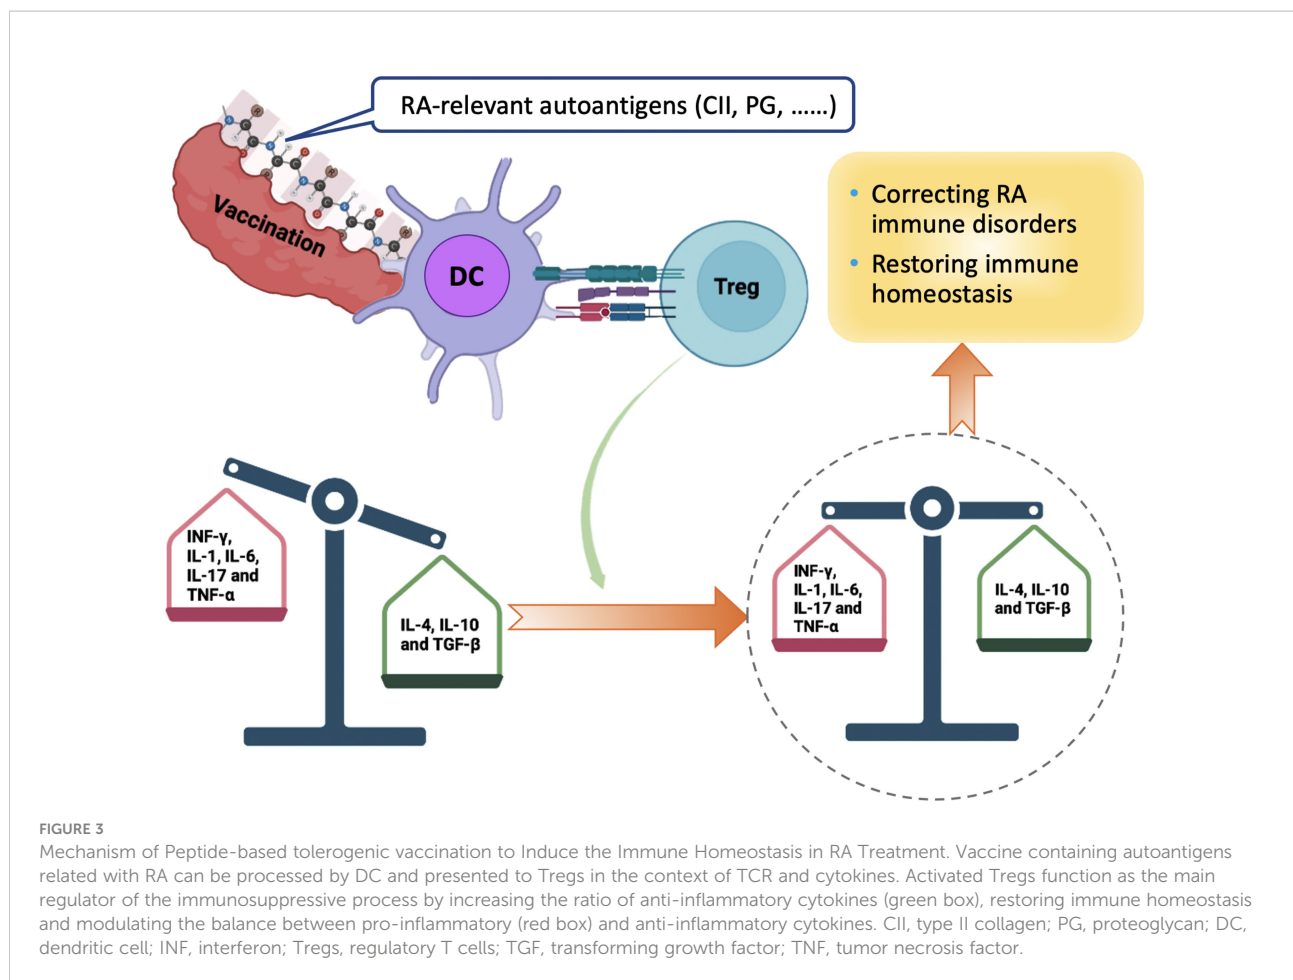 RA-relevant autoantigens (CII, PG, ......)
Vaccination
DC
Treg
• Correcting RA
immune disorders
• Restoring immune
homeostasis
INF-γ,
IL-1, IL-6,
IL-17 and
TNF-α
IL-4, IL-10
and TGF-β
INF-γ,
IL-1, IL-6,
IL-17 and
TNF-α
IL-4, IL-10
and TGF-β
FIGURE 3
Mechanism of Peptide-based tolerogenic vaccination to Induce the Immune Homeostasis in RA Treatment. Vaccine containing autoantigens
related with RA can be processed by DC and presented to Tregs in the context of TCR and cytokines. Activated Tregs function as the main
regulator of the immunosuppressive process by increasing the ratio of anti-inflammatory cytokines (green box), restoring immune homeostasis
and modulating the balance between pro-inflammatory (red box) and anti-inflammatory cytokines. CII, type II collagen; PG, proteoglycan; DC,
dendritic cell; INF, interferon; Tregs, regulatory T cells; TGF, transforming growth factor; TNF, tumor necrosis factor.